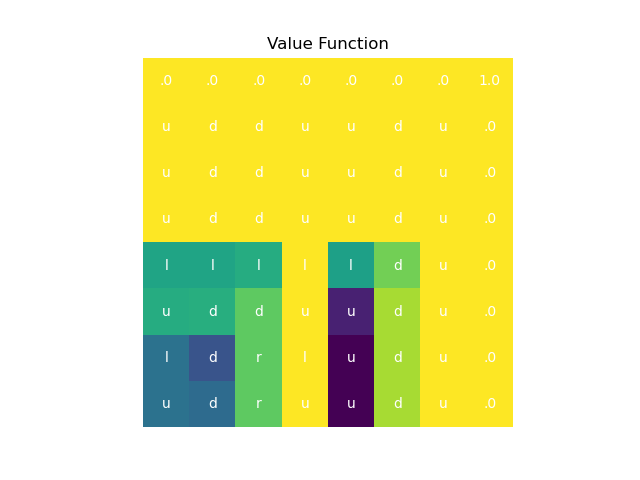 Value Function
.0 .0 .0 .0 .0 .0 .0 1.0
u d d u u d u .0
u d d u u d u .0
u d d u u d u .0
l l l l l d u .0
u d d u u d u .0
l d r l u d u .0
u d r u u d u .0